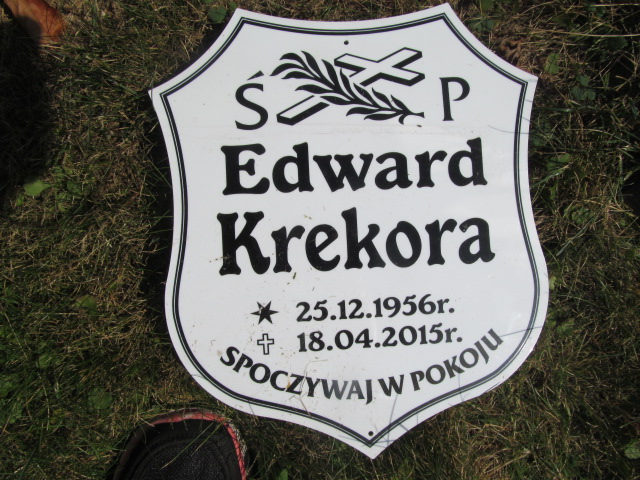 Ś P
Edward
Krekora
25.12.1956r.
18.04.2015r.
SPOCZYWAJ W POKOJU